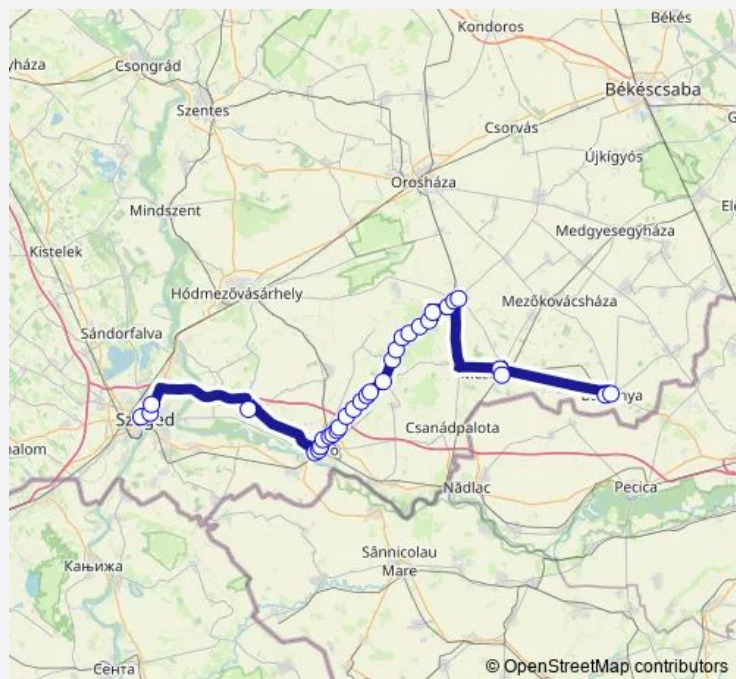 Kondoros
Békés
Csongrád
Békéscsaba
Szentes
Csorvás
Újkígyós
Orosháza
Mindszent
Medgyesegyháza
Kistelek
Hódmezővásárhely
Mezőkovácsháza
Sándorfalva
Szeged
Csanádpalota
Nădlac
Pecica
Sânnicolau
Mare
Кањижа
Сента
© OpenStreetMap contributors